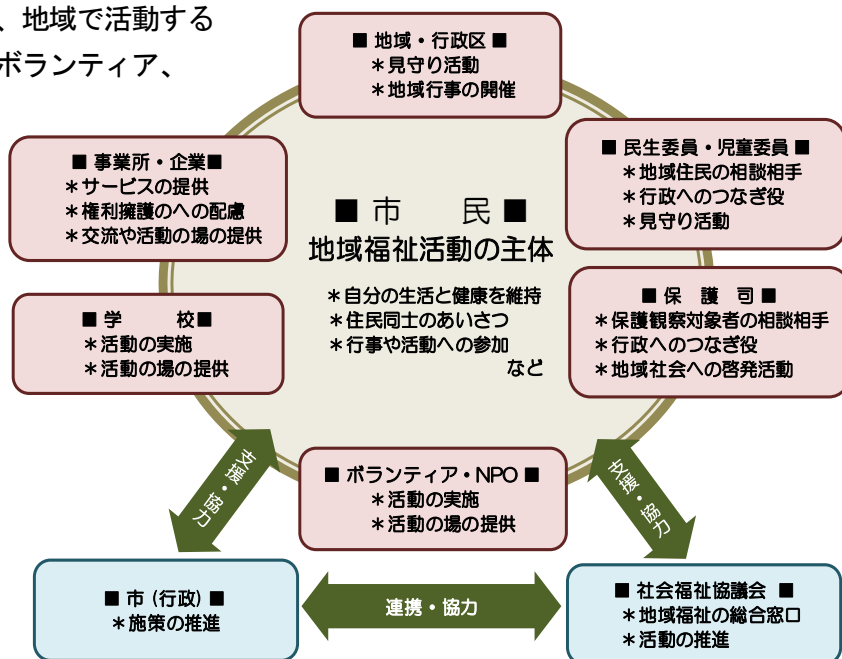 、地域で活動する
ボランティア、
■ 地域・行政区 ■
＊見守り活動
＊地域行事の開催
■ 事業所・企業■
＊サービスの提供
＊権利擁護のへの配慮
＊交流や活動の場の提供
■ 民生委員・児童委員 ■
＊地域住民の相談相手
＊行政へのつなぎ役
＊見守り活動
■ 市　　民 ■
地域福祉活動の主体
＊自分の生活と健康を維持
＊住民同士のあいさつ
＊行事や活動への参加
など
■ 学　　校■
＊活動の実施
＊活動の場の提供
■ 保　護　司 ■
＊保護観察対象者の相談相手
＊行政へのつなぎ役
＊地域社会への啓発活動
■ ボランティア・NPO ■
＊活動の実施
＊活動の場の提供
支援・協力
支援・協力
■ 市（行政）■
＊施策の推進
連携・協力
■ 社会福祉協議会 ■
＊地域福祉の総合窓口
＊活動の推進